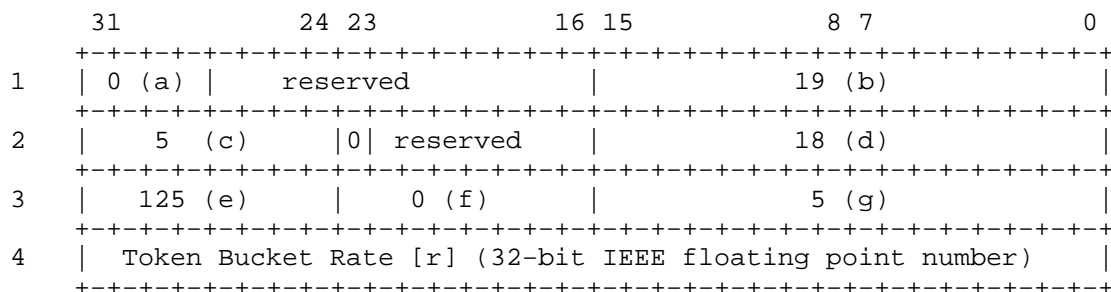 31 24 23 16 15 8 7 0
+-+-+-+-+-+-+-+-+-+-+-+-+-+-+-+-+-+-+-+-+-+-+-+-+-+-+-+-+-+-+-+-+
1 | 0 (a) | reserved | 19 (b) |
+-+-+-+-+-+-+-+-+-+-+-+-+-+-+-+-+-+-+-+-+-+-+-+-+-+-+-+-+-+-+-+-+
2 | 5 (c) |0| reserved | 18 (d) |
+-+-+-+-+-+-+-+-+-+-+-+-+-+-+-+-+-+-+-+-+-+-+-+-+-+-+-+-+-+-+-+-+
3 | 125 (e) | 0 (f) | 5 (g) |
+-+-+-+-+-+-+-+-+-+-+-+-+-+-+-+-+-+-+-+-+-+-+-+-+-+-+-+-+-+-+-+-+
4 | Token Bucket Rate [r] (32-bit IEEE floating point number) |
+-+-+-+-+-+-+-+-+-+-+-+-+-+-+-+-+-+-+-+-+-+-+-+-+-+-+-+-+-+-+-+-+